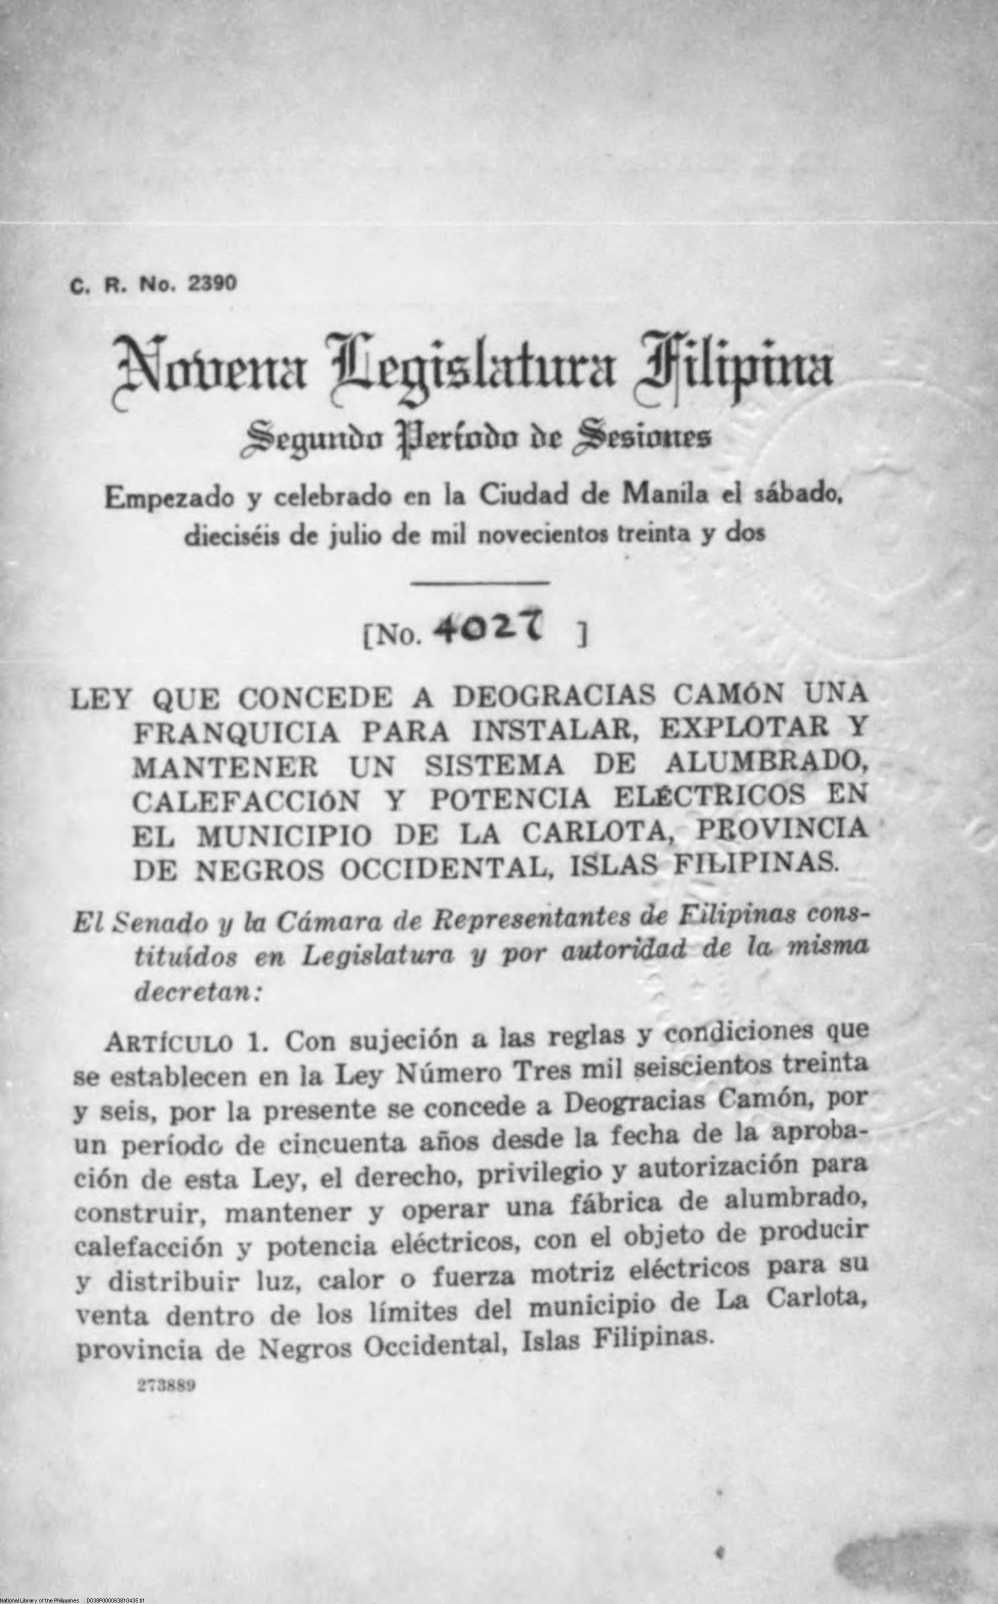 C. R. No. 2390
Novena Legislatura Filipina
Segundo Período de Sesiones
Empezado y celebrado en la Ciudad de Manila el sábado,
dieciséis de julio de mil novecientos treinta y dos
[No. 4027 ]
LEY QUE CONCEDE A DEOGRACIAS CAMÓN UNA
FRANQUICIA PARA INSTALAR, EXPLOTAR Y
MANTENER UN SISTEMA DE ALUMBRADO,
CALEFACCIÓN Y POTENCIA ELÉCTRICOS EN
EL MUNICIPIO DE LA CARLOTA, PROVINCIA
DE NEGROS OCCIDENTAL, ISLAS FILIPINAS.
El Senado y la Cámara de Representantes de Filipinas cons-
tituídos en Legislatura y por autoridad de la misma
decretan:
ARTÍCULO 1. Con sujeción a las reglas y condiciones que
se establecen en la Ley Número Tres mil seiscientos treinta
y seis, por la presente se concede a Deogracias Camón, por
un período de cincuenta años desde la fecha de la aproba-
ción de esta Ley, el derecho, privilegio y autorización para
construir, mantener y operar una fábrica de alumbrado,
calefacción y potencia eléctricos, con el objeto de producir
y distribuir luz, calor o fuerza motriz eléctricos para su
venta dentro de los límites del municipio de La Carlota,
provincia de Negros Occidental, Islas Filipinas.
273889
National Library of the Philippines